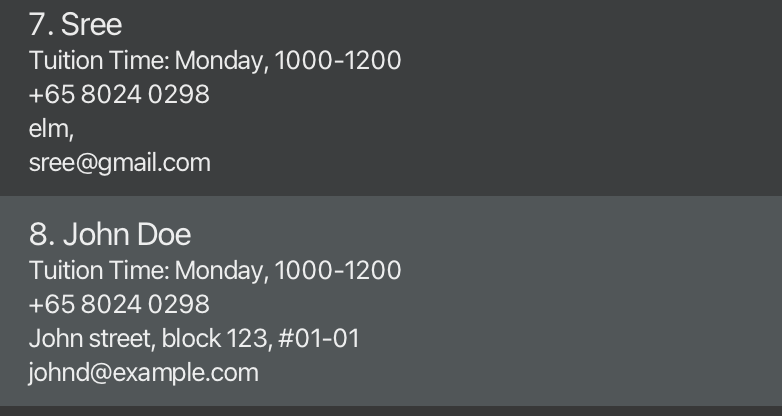 7. Sree
Tuition Time: Monday, 1000-1200
+65 8024 0298
elm,
sree@gmail.com
8. John Doe
Tuition Time: Monday, 1000-1200
+65 8024 0298
John street, block 123, #01-01
johnd@example.com